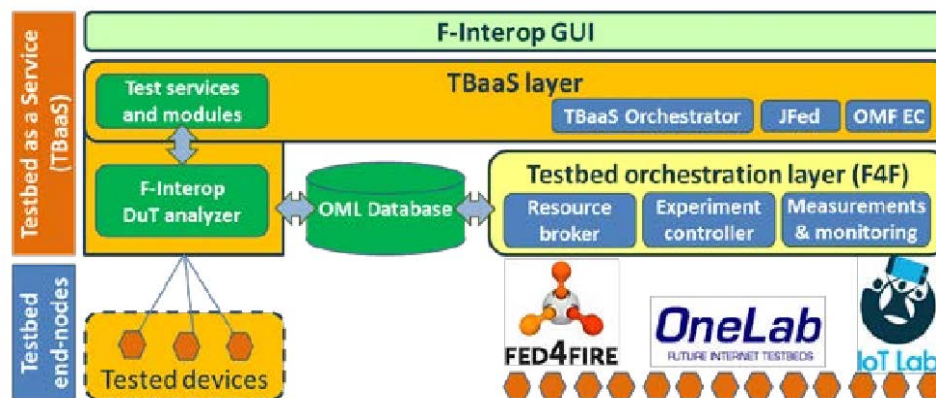 Testbed as a Service
(TBaaS)
F-Interop GUI
TBaaS layer
Test services
and modules
TBaaS Orchestrator
JFed
OMF EC
F-Interop
DuT analyzer
OML Database
Testbed orchestration layer (F4F)
Resource
broker
Experiment
controller
Measurements
& monitoring
Testbed
end-nodes
Tested devices
FED4FIRE
OneLab
FUTURE INTERNET TESTBEDS
IoT Lab